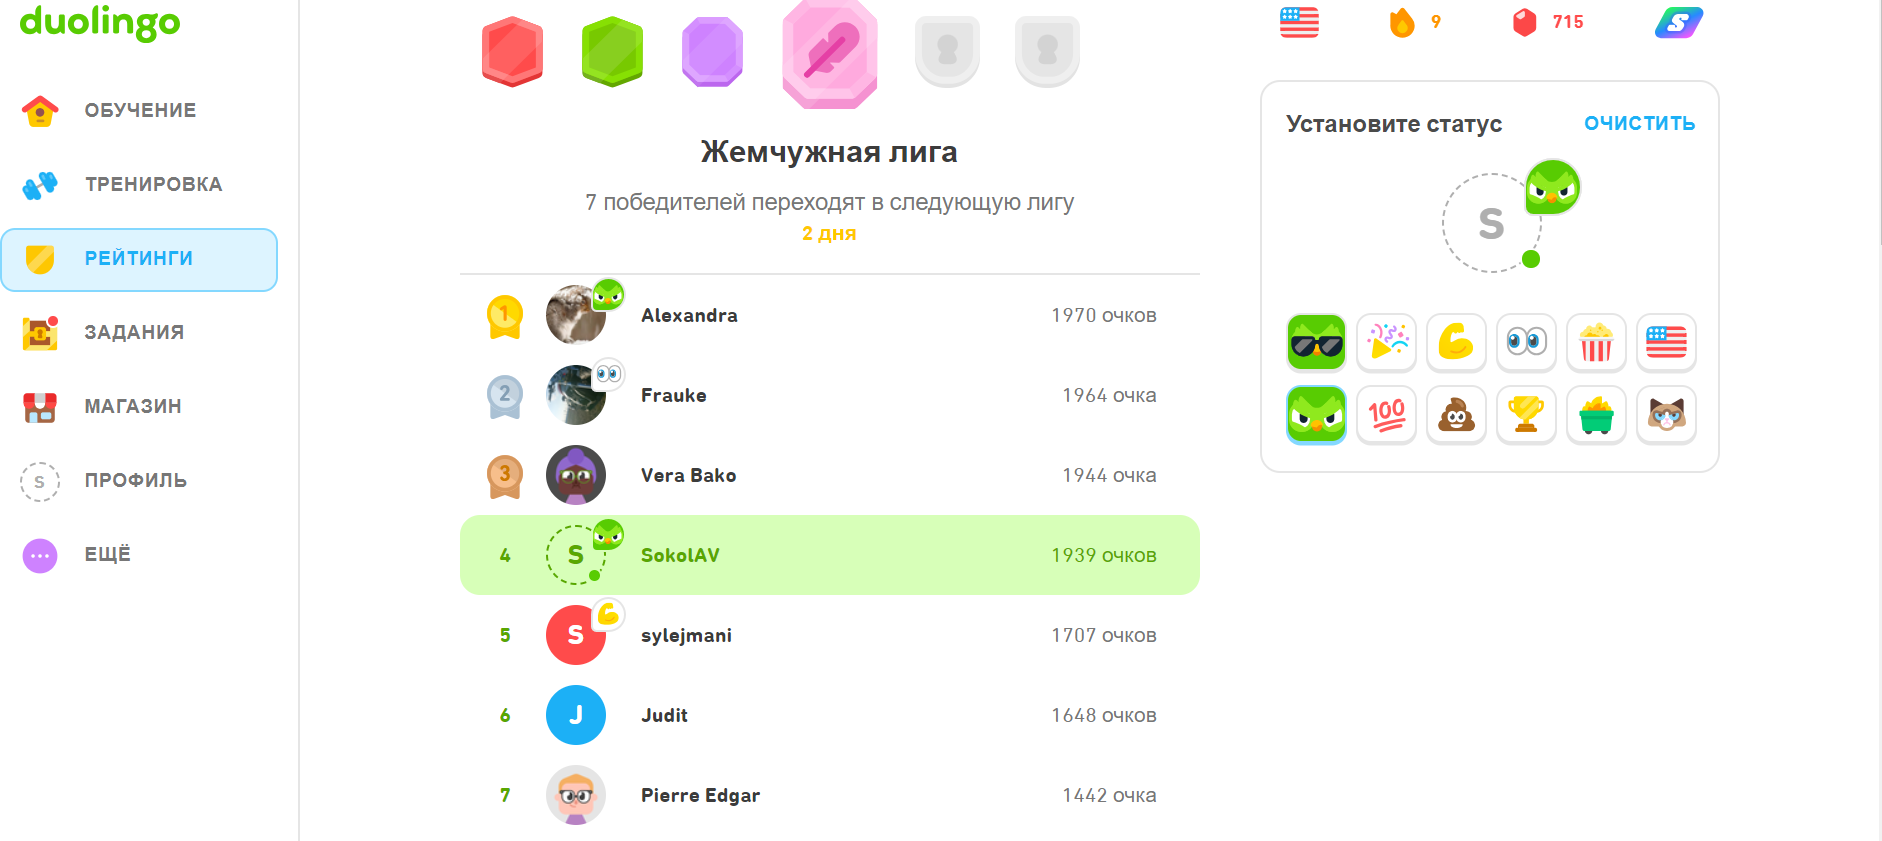 duolingo
ОБУЧЕНИЕ
ТРЕНИРОВКА
РЕЙТИНГИ
ЗАДАНИЯ
МАГАЗИН
S ПРОФИЛЬ
ЕЩЁ
Жемчужная лига
7 победителей переходят в следующую лигу
2 дня
1 Alexandra 1970 очков
2 Frauke 1964 очка
3 Vera Bako 1944 очка
4 S SokolAV 1939 очков
5 S sylejmani 1707 очков
6 J Judit 1648 очков
7 Pierre Edgar 1442 очка
9 715 S
Установите статус ОЧИСТИТЬ
S
100